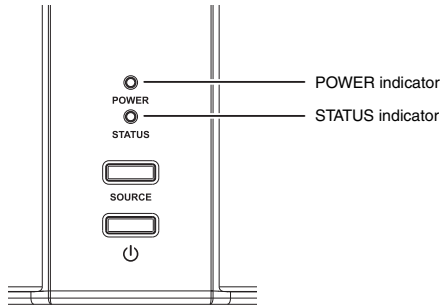 POWER
POWER indicator
STATUS
STATUS indicator
SOURCE